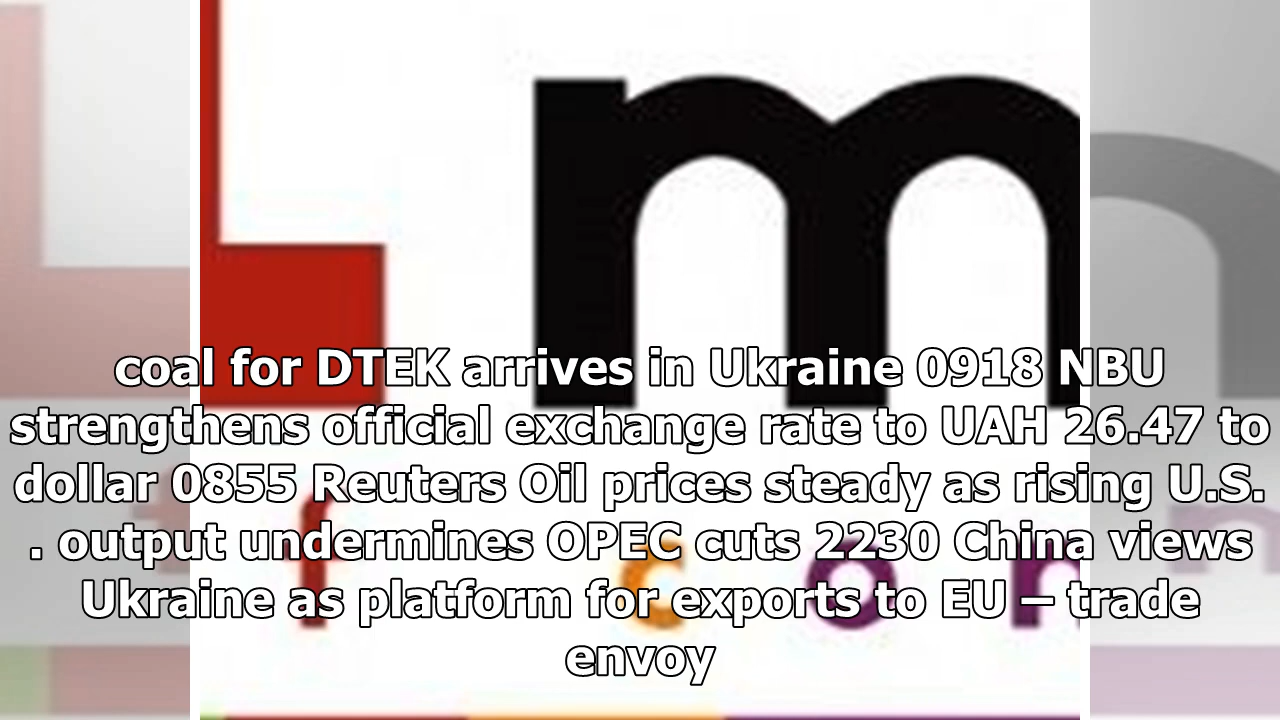 m
coal for DTEK arrives in Ukraine 0918 NBU
strengthens official exchange rate to UAH 26.47 to
dollar 0855 Reuters Oil prices steady as rising U.S.
. output undermines OPEC cuts 2230 China views
Ukraine as platform for exports to EU – trade
envoy
f c o n